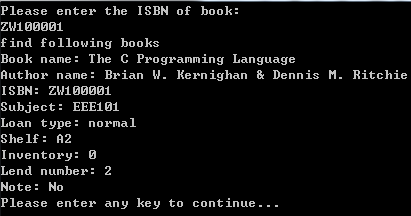 Please enter the ISBN of book:
ZW100001
find following books
Book name: The C Programming Language
Author name: Brian W. Kernighan & Dennis M. Ritchie
ISBN: ZW100001
Subject: EEE101
Loan type: normal
Shelf: A2
Inventory: 0
Lend number: 2
Note: No
Please enter any key to continue...